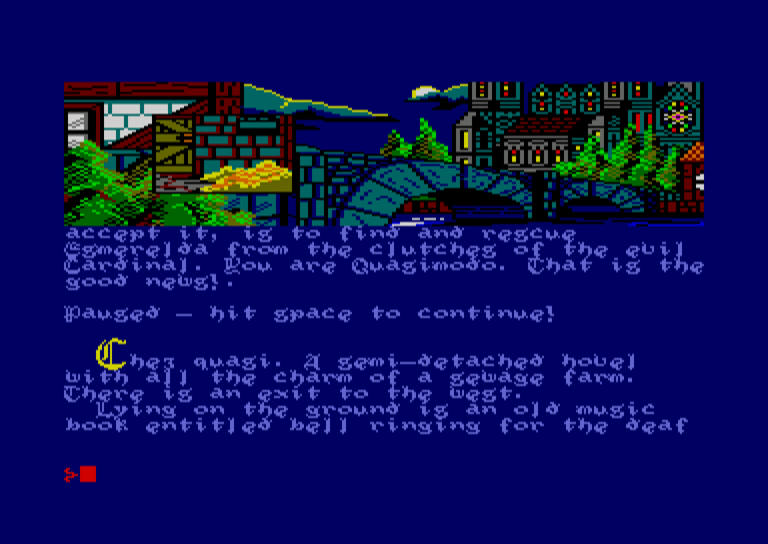 accept it, is to find and rescue
Esmerelda from the clutches of the evil
Cardinal. You are Quasimodo. That is the
good news!.
Paused - hit space to continue!
Chez quasi. A semi-detached hovel
with all the charm of a sewage farm.
There is an exit to the west.
Lying on the ground is an old music
book entitled bell ringing for the deaf
>